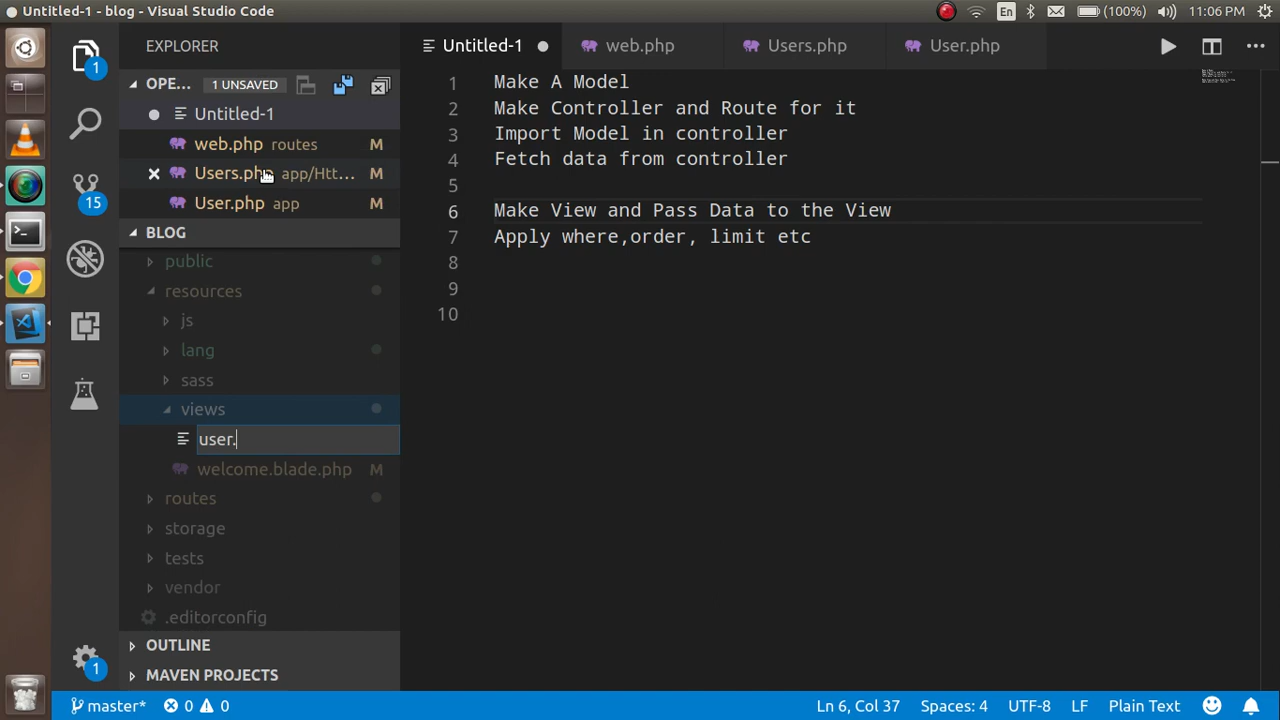 Untitled-1 - blog - Visual Studio Code
En
(100%)
11:06 PM
EXPLORER
OPE... 1 UNSAVED
Untitled-1
web.php routes M
Users.php app/Htt... M
User.php app M
BLOG
public
resources
js
lang
sass
views
user.
welcome.blade.php M
routes
storage
tests
vendor
.editorconfig
OUTLINE
MAVEN PROJECTS
1
15
1
Untitled-1
web.php
Users.php
User.php
1 Make A Model
2 Make Controller and Route for it
3 Import Model in controller
4 Fetch data from controller
5
6 Make View and Pass Data to the View
7 Apply where,order, limit etc
8
9
10
master*
0
0
Ln 6, Col 37
Spaces: 4
UTF-8
LF
Plain Text